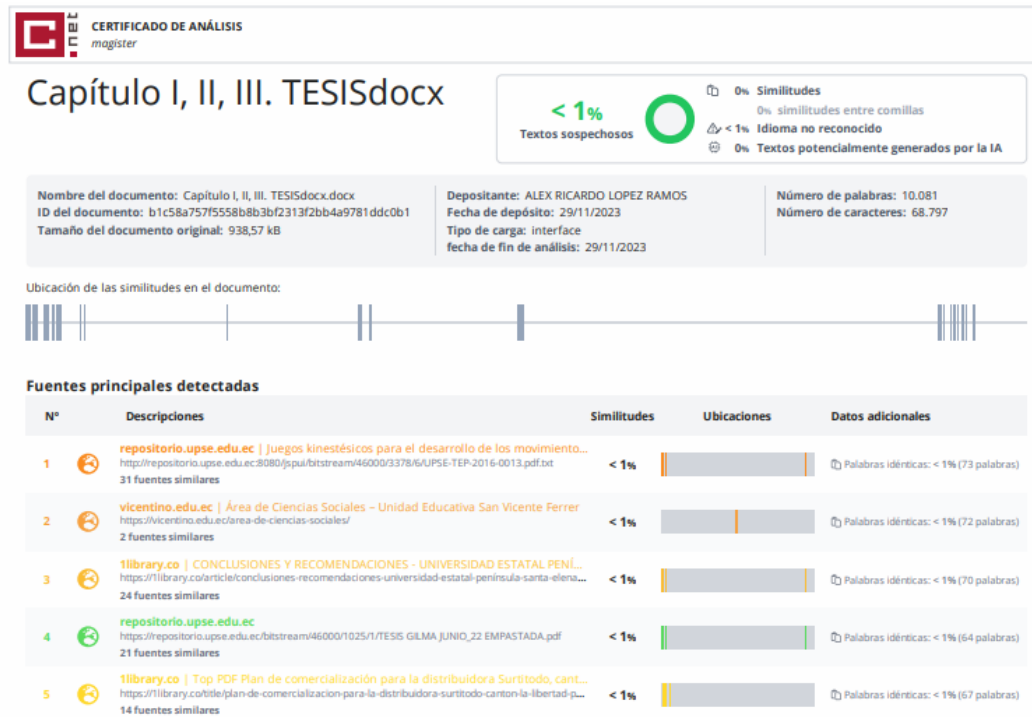 C
.net
CERTIFICADO DE ANÁLISIS
magister
Capítulo I, II, III. TESISdocx
< 1%
Textos sospechosos
0% Similitudes
0% similitudes entre comillas
< 1% Idioma no reconocido
0% Textos potencialmente generados por la IA
Nombre del documento: Capítulo I, II, III. TESISdocx.docx
ID del documento: b1c58a757f5558b8b3bf2313f2bb4a9781ddc0b1
Tamaño del documento original: 938,57 kB
Depositante: ALEX RICARDO LOPEZ RAMOS
Fecha de depósito: 29/11/2023
Tipo de carga: interface
fecha de fin de análisis: 29/11/2023
Número de palabras: 10.081
Número de caracteres: 68.797
Ubicación de las similitudes en el documento:
Fuentes principales detectadas
N° Descripciones Similitudes Ubicaciones Datos adicionales
1 repositorio.upse.edu.ec | Juegos kinestésicos para el desarrollo de los movimiento...
http://repositorio.upse.edu.ec:8080/jspui/bitstream/46000/3378/6/UPSE-TEP-2016-0013.pdf.txt
31 fuentes similares
< 1% Palabras idénticas: < 1% (73 palabras)
2 vicentino.edu.ec | Área de Ciencias Sociales – Unidad Educativa San Vicente Ferrer
https://vicentino.edu.ec/area-de-ciencias-sociales/
2 fuentes similares
< 1% Palabras idénticas: < 1% (72 palabras)
3 1library.co | CONCLUSIONES Y RECOMENDACIONES - UNIVERSIDAD ESTATAL PENÍ...
https://1library.co/article/conclusiones-recomendaciones-universidad-estatal-península-santa-elena...
24 fuentes similares
< 1% Palabras idénticas: < 1% (70 palabras)
4 repositorio.upse.edu.ec
https://repositorio.upse.edu.ec/bitstream/46000/1025/1/TESIS GILMA JUNIO_22 EMPASTADA.pdf
21 fuentes similares
< 1% Palabras idénticas: < 1% (64 palabras)
5 1library.co | Top PDF Plan de comercialización para la distribuidora Surtitodo, cant...
https://1library.co/title/plan-de-comercializacion-para-la-distribuidora-surtitodo-canton-la-libertad-p...
14 fuentes similares
< 1% Palabras idénticas: < 1% (67 palabras)